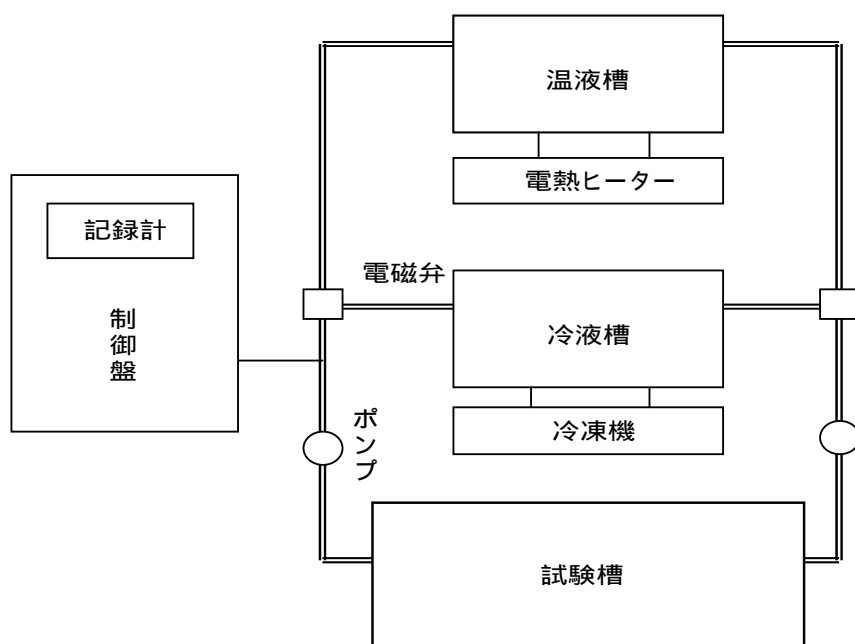 温液槽
電熱ヒーター
記録計
電磁弁
制御盤
冷液槽
ポンプ
冷凍機
試験槽